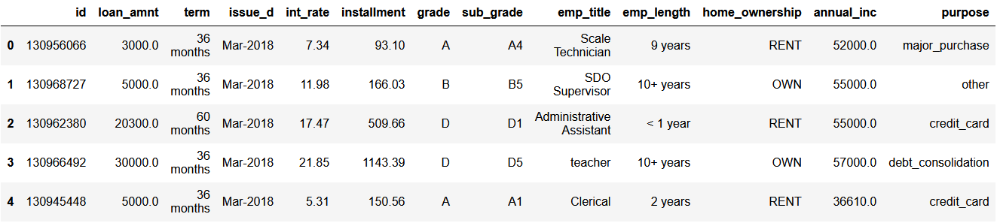 id loan_amnt term issue_d int_rate installment grade sub_grade emp_title emp_length home_ownership annual_inc purpose
0 130956066 3000.0 36 months Mar-2018 7.34 93.10 A A4 Scale Technician 9 years RENT 52000.0 major_purchase
1 130968727 5000.0 36 months Mar-2018 11.98 166.03 B B5 SDO Supervisor 10+ years OWN 55000.0 other
2 130962380 20300.0 60 months Mar-2018 17.47 509.66 D D1 Administrative Assistant < 1 year RENT 55000.0 credit_card
3 130966492 30000.0 36 months Mar-2018 21.85 1143.39 D D5 teacher 10+ years OWN 57000.0 debt_consolidation
4 130945448 5000.0 36 months Mar-2018 5.31 150.56 A A1 Clerical 2 years RENT 36610.0 credit_card